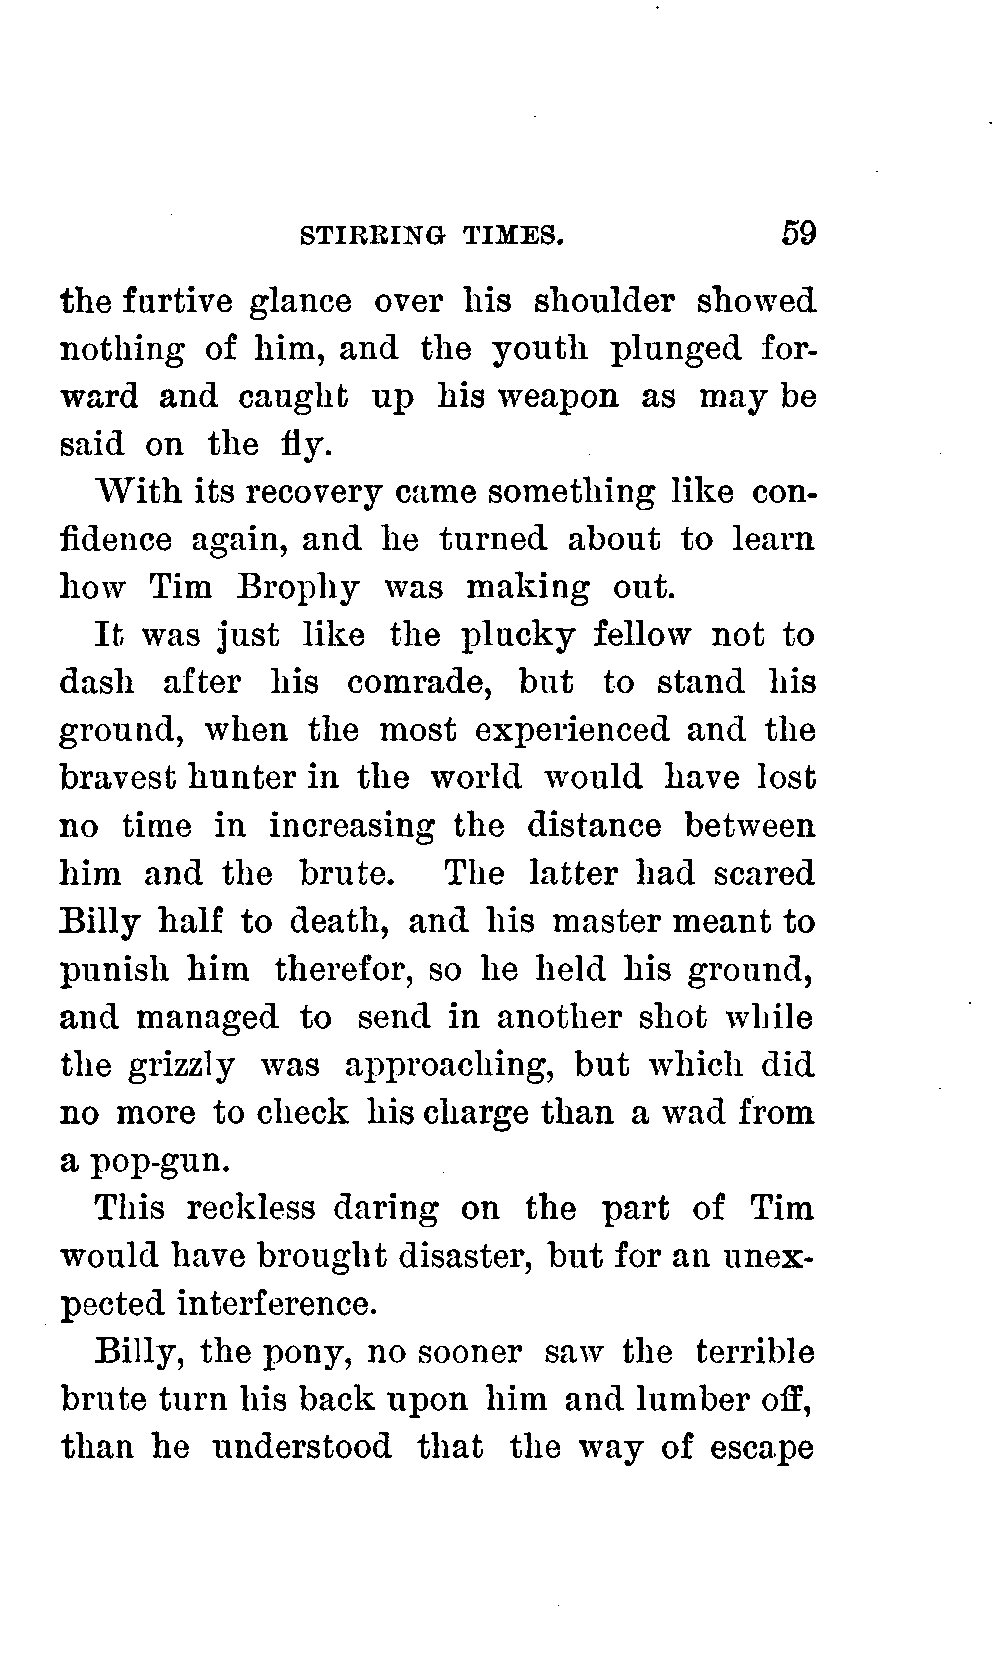 STIRRING TIMES. 59
the furtive glance over his shoulder showed
nothing of him, and the youth plunged for-
ward and caught up his weapon as may be
said on the fly.
With its recovery came something like con-
fidence again, and he turned about to learn
how Tim Brophy was making out.
It was just like the plucky fellow not to
dash after his comrade, but to stand his
ground, when the most experienced and the
bravest hunter in the world would have lost
no time in increasing the distance between
him and the brute. The latter had scared
Billy half to death, and his master meant to
punish him therefor, so he held his ground,
and managed to send in another shot while
the grizzly was approaching, but which did
no more to check his charge than a wad from
a pop-gun.
This reckless daring on the part of Tim
would have brought disaster, but for an unex-
pected interference.
Billy, the pony, no sooner saw the terrible
brute turn his back upon him and lumber off,
than he understood that the way of escape